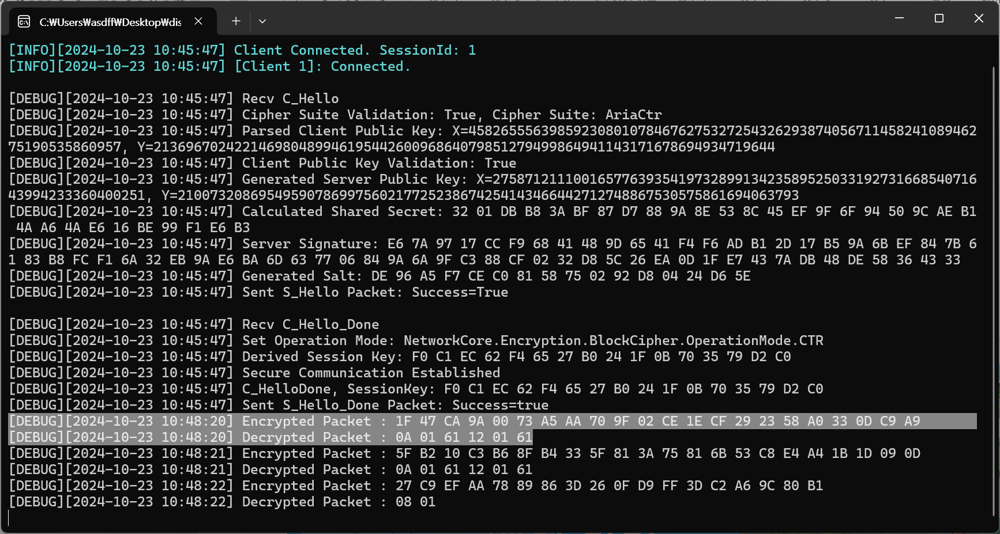 C:₩Users₩asdff₩Desktop₩dis
[INFO][2024-10-23 10:45:47] Client Connected. SessionId: 1
[INFO][2024-10-23 10:45:47] [Client 1]: Connected.
[DEBUG][2024-10-23 10:45:47] Recv C_Hello
[DEBUG][2024-10-23 10:45:47] Cipher Suite Validation: True, Cipher Suite: AriaCtr
[DEBUG][2024-10-23 10:45:47] Parsed Client Public Key: X=458265556398592308010784676275327254326293874056711458241089462
75190535860957, Y=21369670242214698048994619544260096864079851279499864941143171678694934719644
[DEBUG][2024-10-23 10:45:47] Client Public Key Validation: True
[DEBUG][2024-10-23 10:45:47] Generated Server Public Key: X=27587121110016577639354197328991342358952503319273166854071​6
43994233360400251, Y=21007320869549590786997560217725238674254143466442712748867530575861694063793
[DEBUG][2024-10-23 10:45:47] Calculated Shared Secret: 32 01 DB B8 3A BF 87 D7 88 9A 8E 53 8C 45 EF 9F 6F 94 50 9C AE B1
4A A6 4A E6 16 BE 99 F1 E6 B3
[DEBUG][2024-10-23 10:45:47] Server Signature: E6 7A 97 17 CC F9 68 41 48 9D 65 41 F4 F6 AD B1 2D 17 B5 9A 6B EF 84 7B 6
1 83 B8 FC F1 6A 32 EB 9A E6 BA 6D 63 77 06 84 9A 6A 9F C3 88 CF 02 32 D8 5C 26 EA 0D 1F E7 43 7A DB 48 DE 58 36 43 33
[DEBUG][2024-10-23 10:45:47] Generated Salt: DE 96 A5 F7 CE C0 81 58 75 02 92 D8 04 24 D6 5E
[DEBUG][2024-10-23 10:45:47] Sent S_Hello Packet: Success=True
[DEBUG][2024-10-23 10:45:47] Recv C_Hello_Done
[DEBUG][2024-10-23 10:45:47] Set Operation Mode: NetworkCore.Encryption.BlockCipher.OperationMode.CTR
[DEBUG][2024-10-23 10:45:47] Derived Session Key: F0 C1 EC 62 F4 65 27 B0 24 1F 0B 70 35 79 D2 C0
[DEBUG][2024-10-23 10:45:47] Secure Communication Established
[DEBUG][2024-10-23 10:45:47] C_HelloDone, SessionKey: F0 C1 EC 62 F4 65 27 B0 24 1F 0B 70 35 79 D2 C0
[DEBUG][2024-10-23 10:45:47] Sent S_Hello_Done Packet: Success=true
[DEBUG][2024-10-23 10:48:20] Encrypted Packet : 1F 47 CA 9A 00 73 A5 AA 70 9F 02 CE 1E CF 29 23 58 A0 33 0D C9 A9
[DEBUG][2024-10-23 10:48:20] Decrypted Packet : 0A 01 61 12 01 61
[DEBUG][2024-10-23 10:48:21] Encrypted Packet : 5F B2 10 C3 B6 8F B4 33 5F 81 3A 75 81 6B 53 C8 E4 A4 1B 1D 09 0D
[DEBUG][2024-10-23 10:48:21] Decrypted Packet : 0A 01 61 12 01 61
[DEBUG][2024-10-23 10:48:22] Encrypted Packet : 27 C9 EF AA 78 89 86 3D 26 0F D9 FF 3D C2 A6 9C 80 B1
[DEBUG][2024-10-23 10:48:22] Decrypted Packet : 08 01